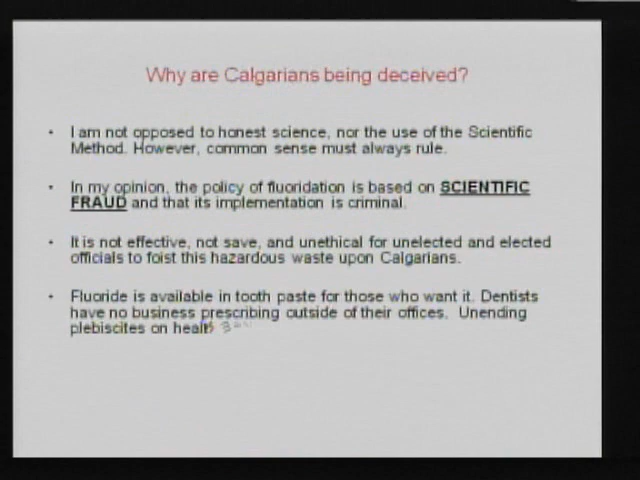 Why are Calgarians being deceived?
• I am not opposed to honest science, nor the use of the Scientific
Method. However, common sense must always rule.
• In my opinion, the policy of fluoridation is based on SCIENTIFIC
FRAUD and that its implementation is criminal.
• It is not effective, not save, and unethical for unelected and elected
officials to foist this hazardous waste upon Calgarians.
• Fluoride is available in tooth paste for those who want it. Dentists
have no business prescribing outside of their offices. Unending
plebiscites on